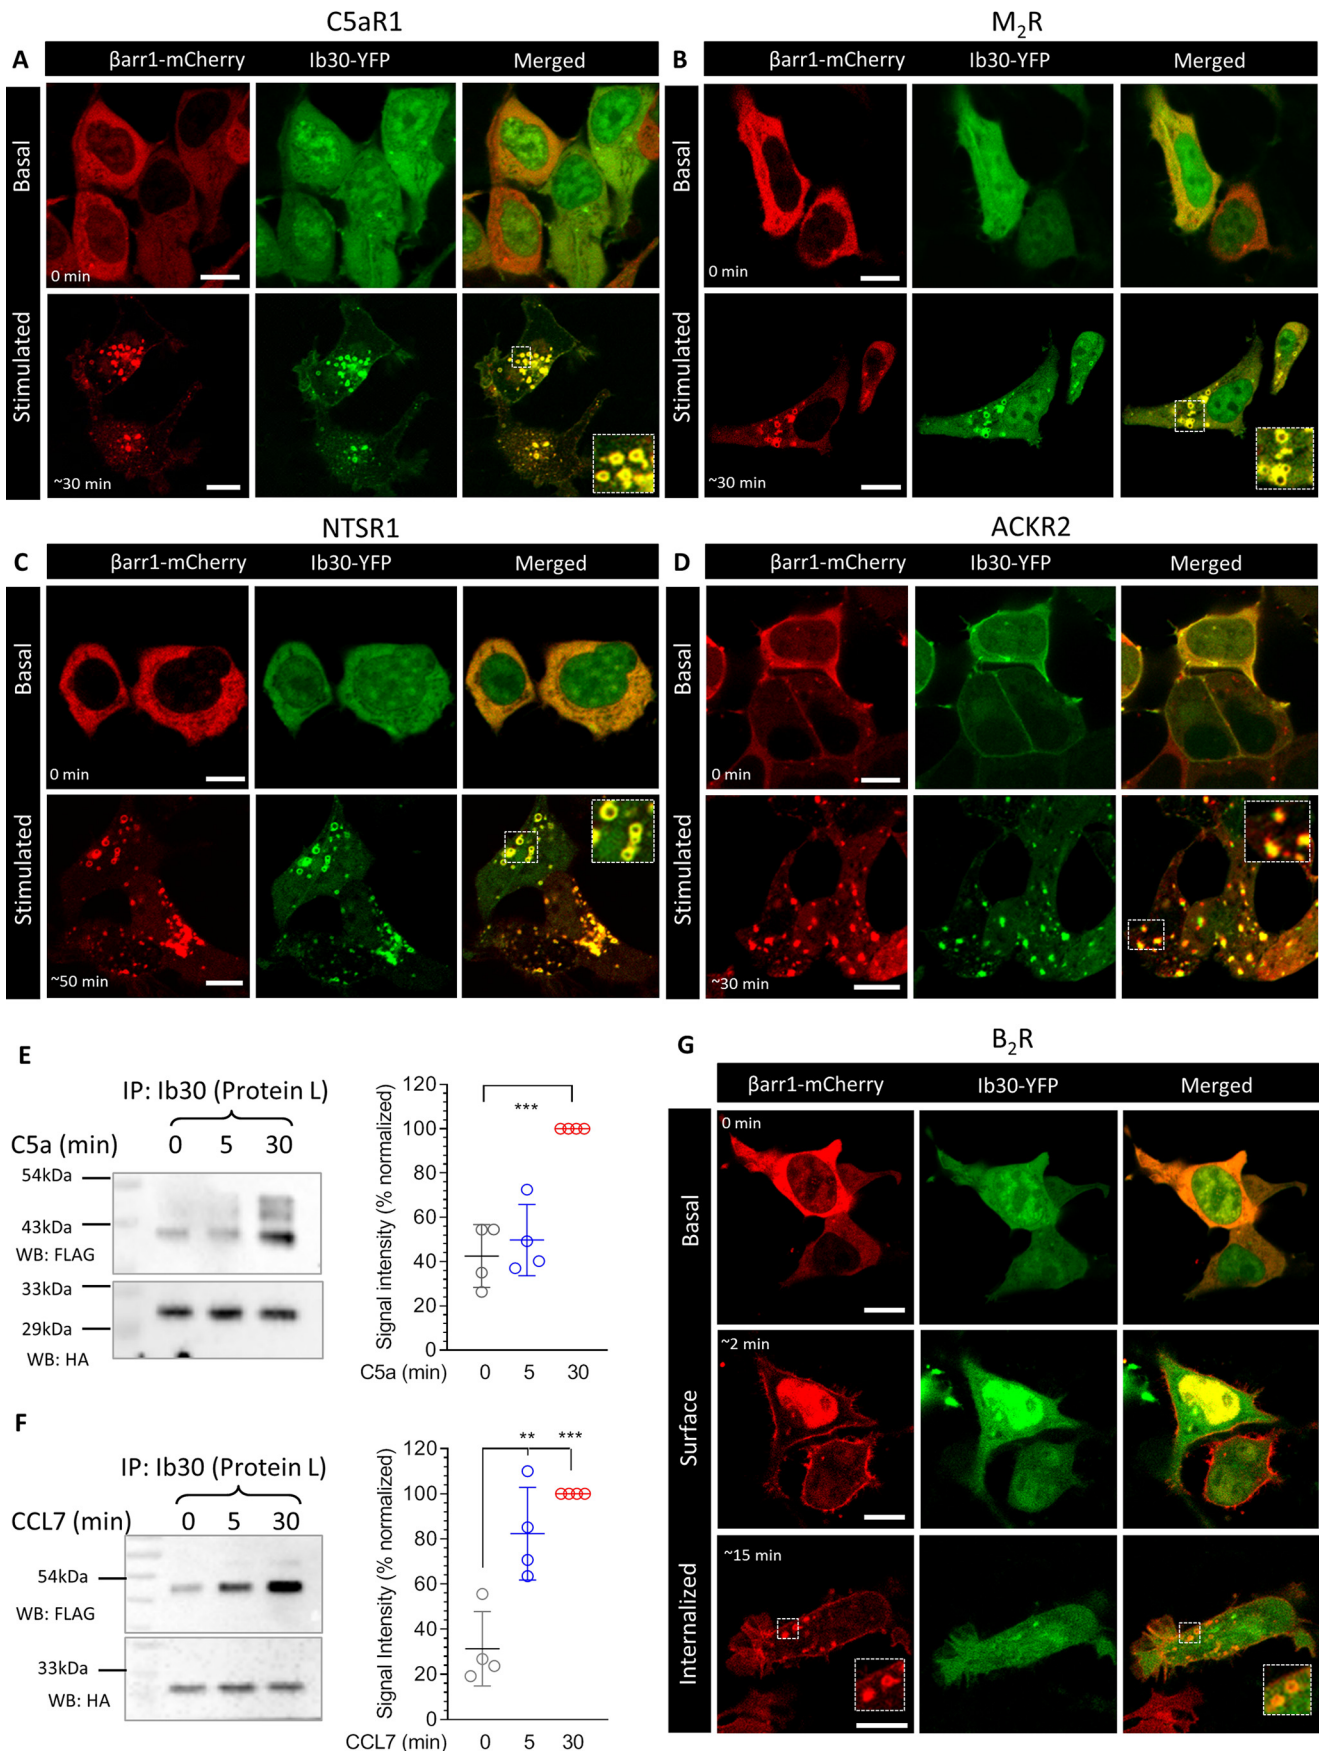 C5aR1
A βarr1-mCherry Ib30-YFP Merged
Basal
0 min
Stimulated
~30 min
M₂R
B βarr1-mCherry Ib30-YFP Merged
Basal
0 min
Stimulated
~30 min
NTSR1
C βarr1-mCherry Ib30-YFP Merged
Basal
0 min
Stimulated
~50 min
ACKR2
D βarr1-mCherry Ib30-YFP Merged
Basal
0 min
Stimulated
~30 min
E
IP: Ib30 (Protein L)
C5a (min) 0 5 30
54kDa
43kDa
WB: FLAG
33kDa
29kDa
WB: HA
Signal intensity (% normalized)
120
100
80
60
40
20
0
***
C5a (min) 0 5 30
F
IP: Ib30 (Protein L)
CCL7 (min) 0 5 30
54kDa
WB: FLAG
33kDa
WB: HA
Signal Intensity (% normalized)
120
100
80
60
40
20
0
** ***
CCL7 (min) 0 5 30
B₂R
G βarr1-mCherry Ib30-YFP Merged
Basal
0 min
Surface
~2 min
Internalized
~15 min